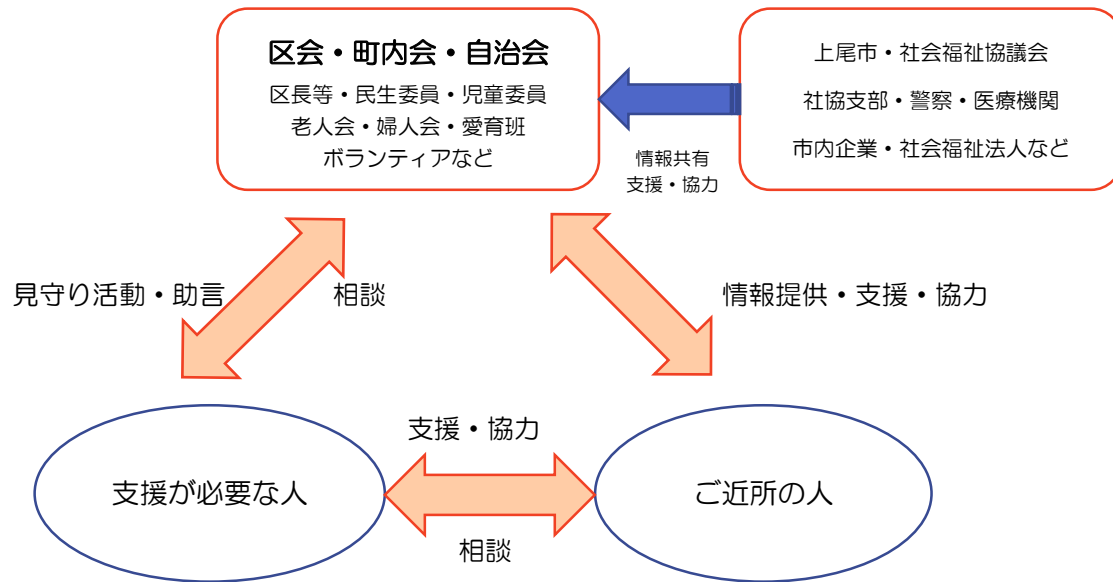 区会・町内会・自治会
区長等・民生委員・児童委員
老人会・婦人会・愛育班
ボランティアなど
上尾市・社会福祉協議会
社協支部・警察・医療機関
市内企業・社会福祉法人など
情報共有
支援・協力
見守り活動・助言
相談
情報提供・支援・協力
支援・協力
支援が必要な人
ご近所の人
相談